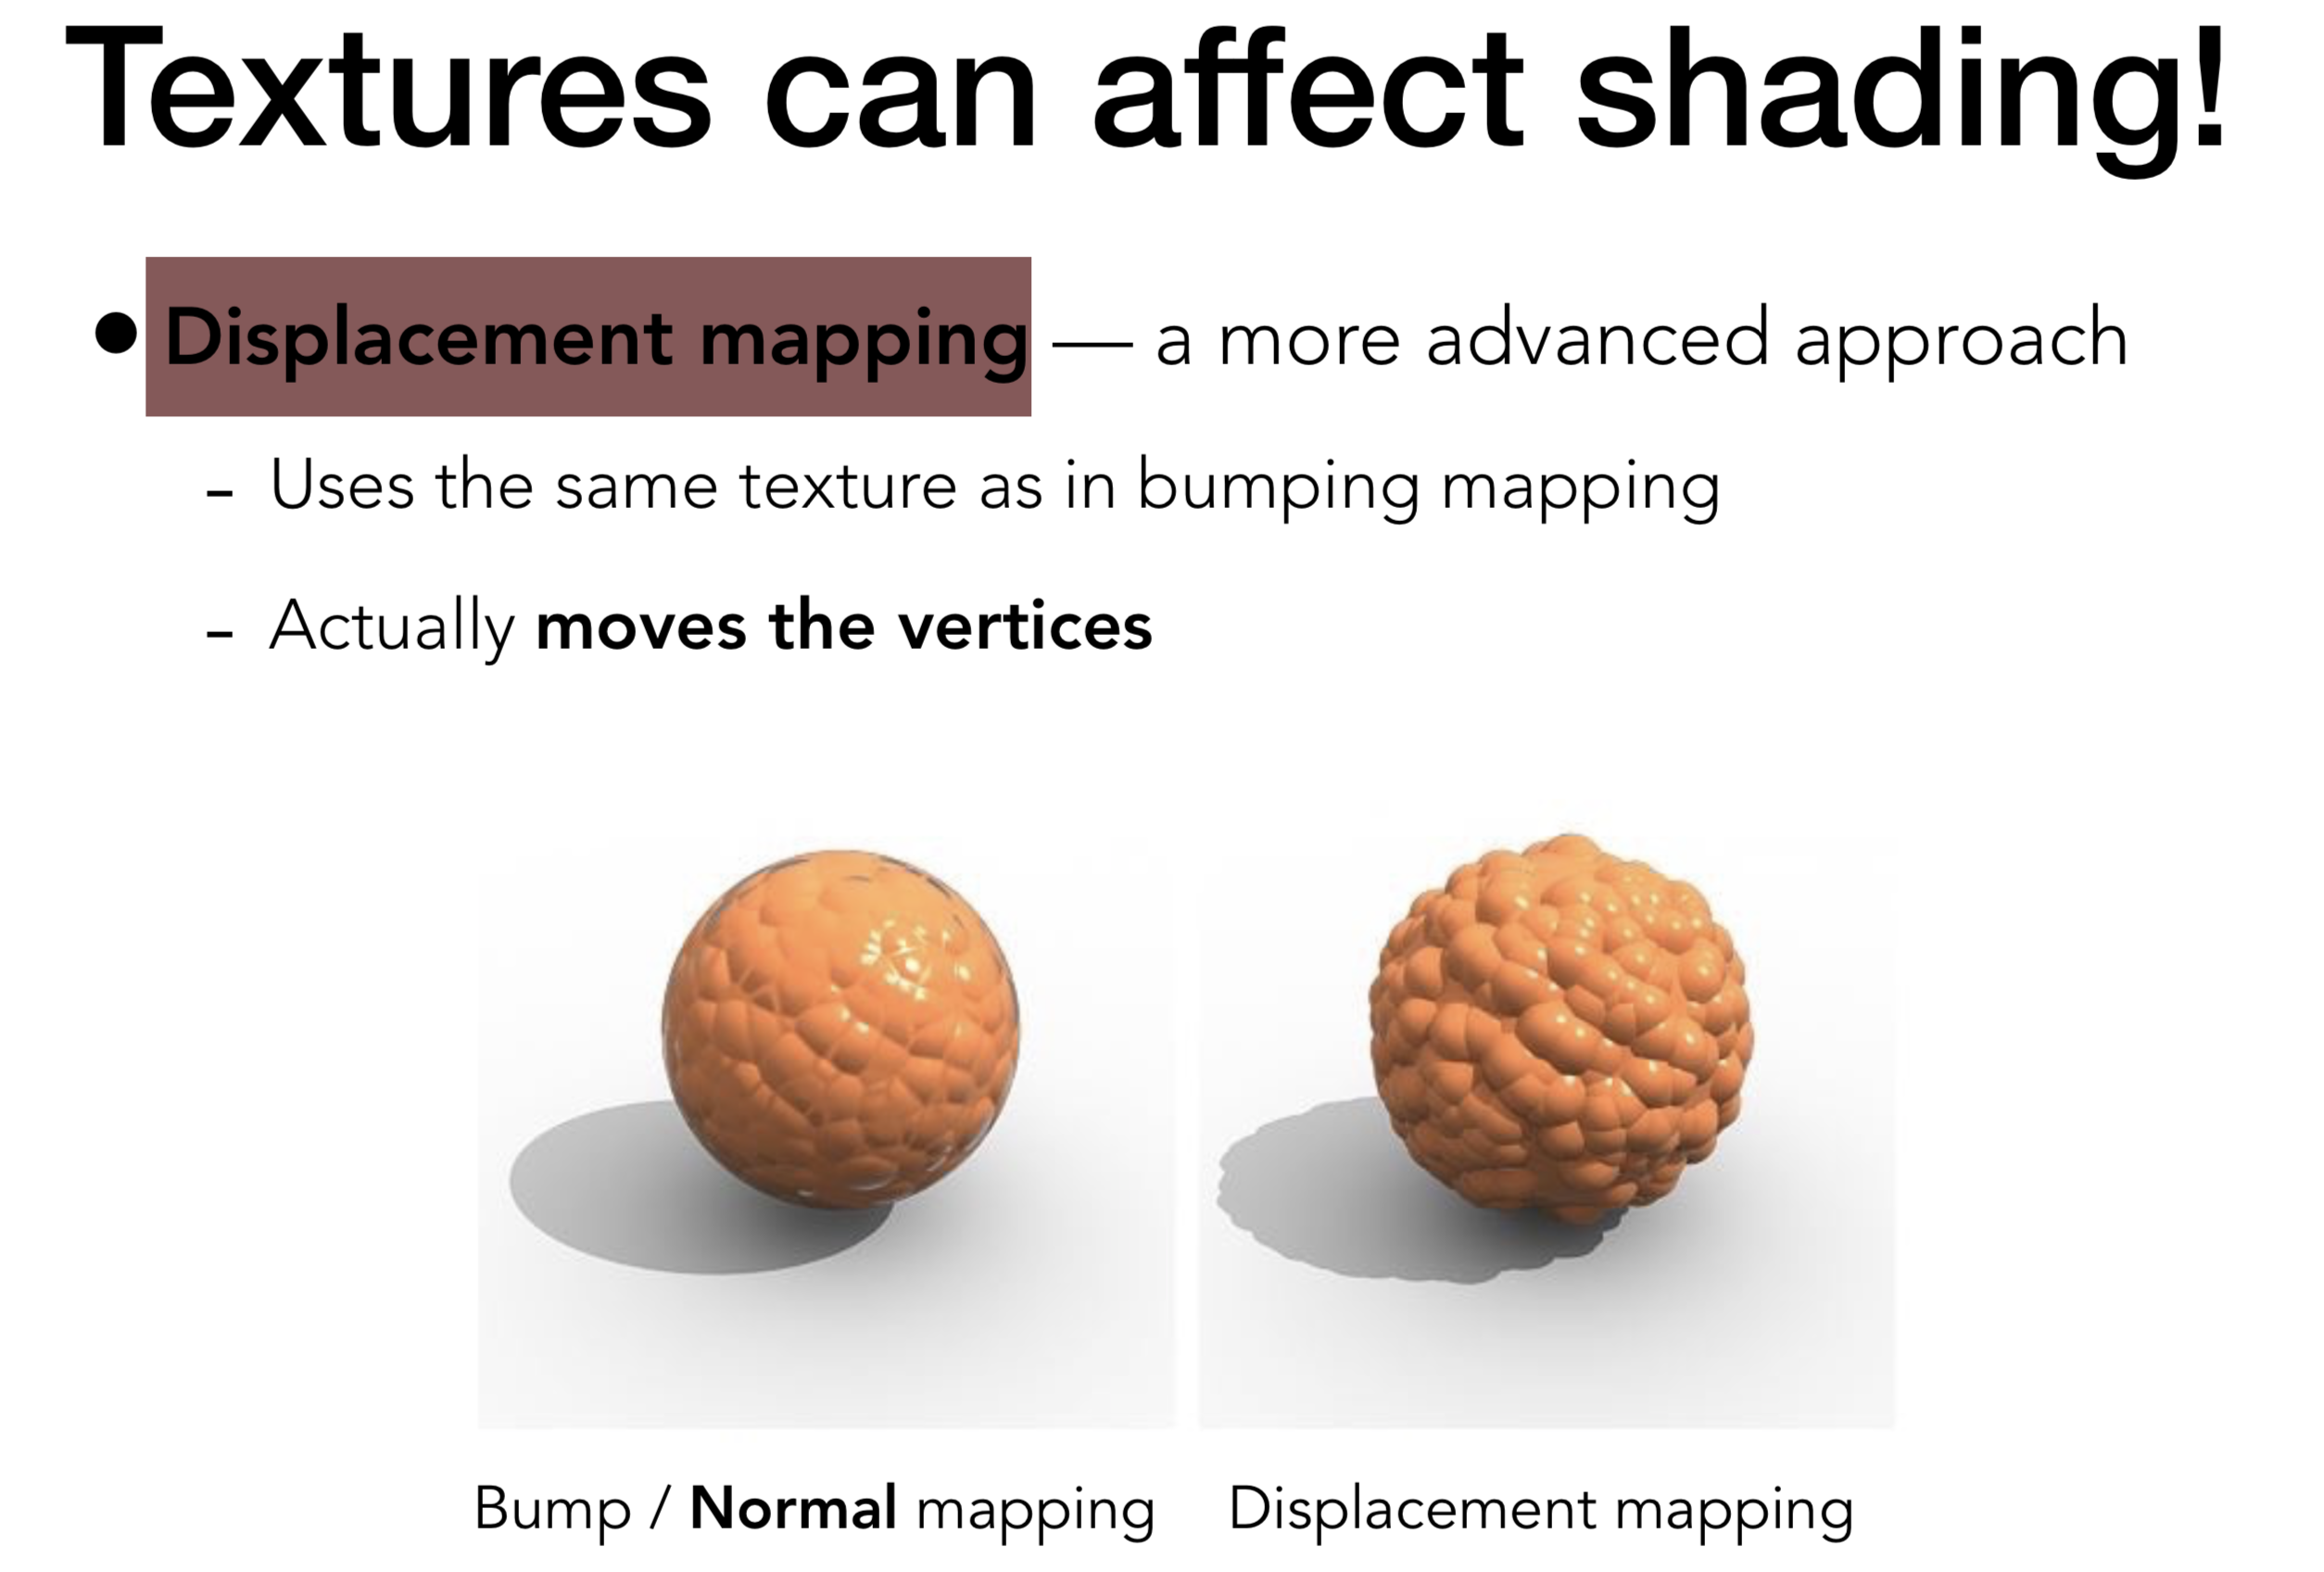 Textures can affect shading!
• Displacement mapping — a more advanced approach
- Uses the same texture as in bumping mapping
- Actually moves the vertices
Bump / Normal mapping
Displacement mapping